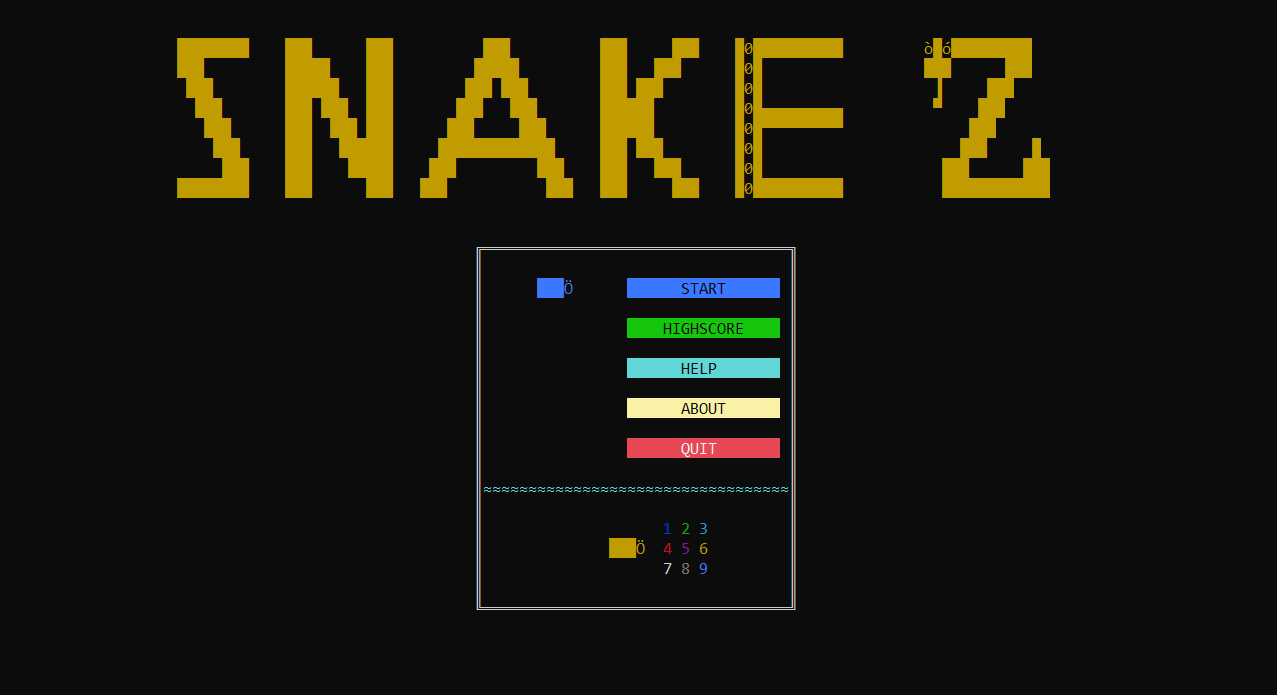 SNAKE Z
START
HIGHSCORE
HELP
ABOUT
QUIT
1 2 3
4 5 6
7 8 9